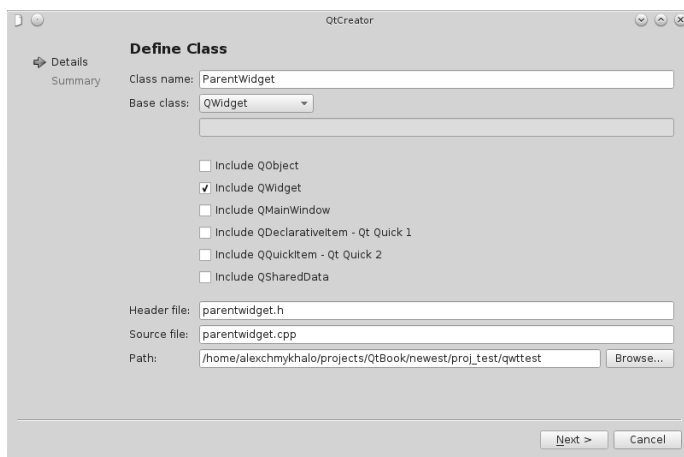 QtCreator
Details
Summary
Define Class
Class name: ParentWidget
Base class: QWidget
Include QObject
Include QWidget
Include QMainWindow
Include QDeclarativeItem - Qt Quick 1
Include QQuickItem - Qt Quick 2
Include QSharedData
Header file: parentwidget.h
Source file: parentwidget.cpp
Path: /home/alexchmykhalo/projects/QtBook/newest/proj_test/qwttest Browse...
Next > Cancel